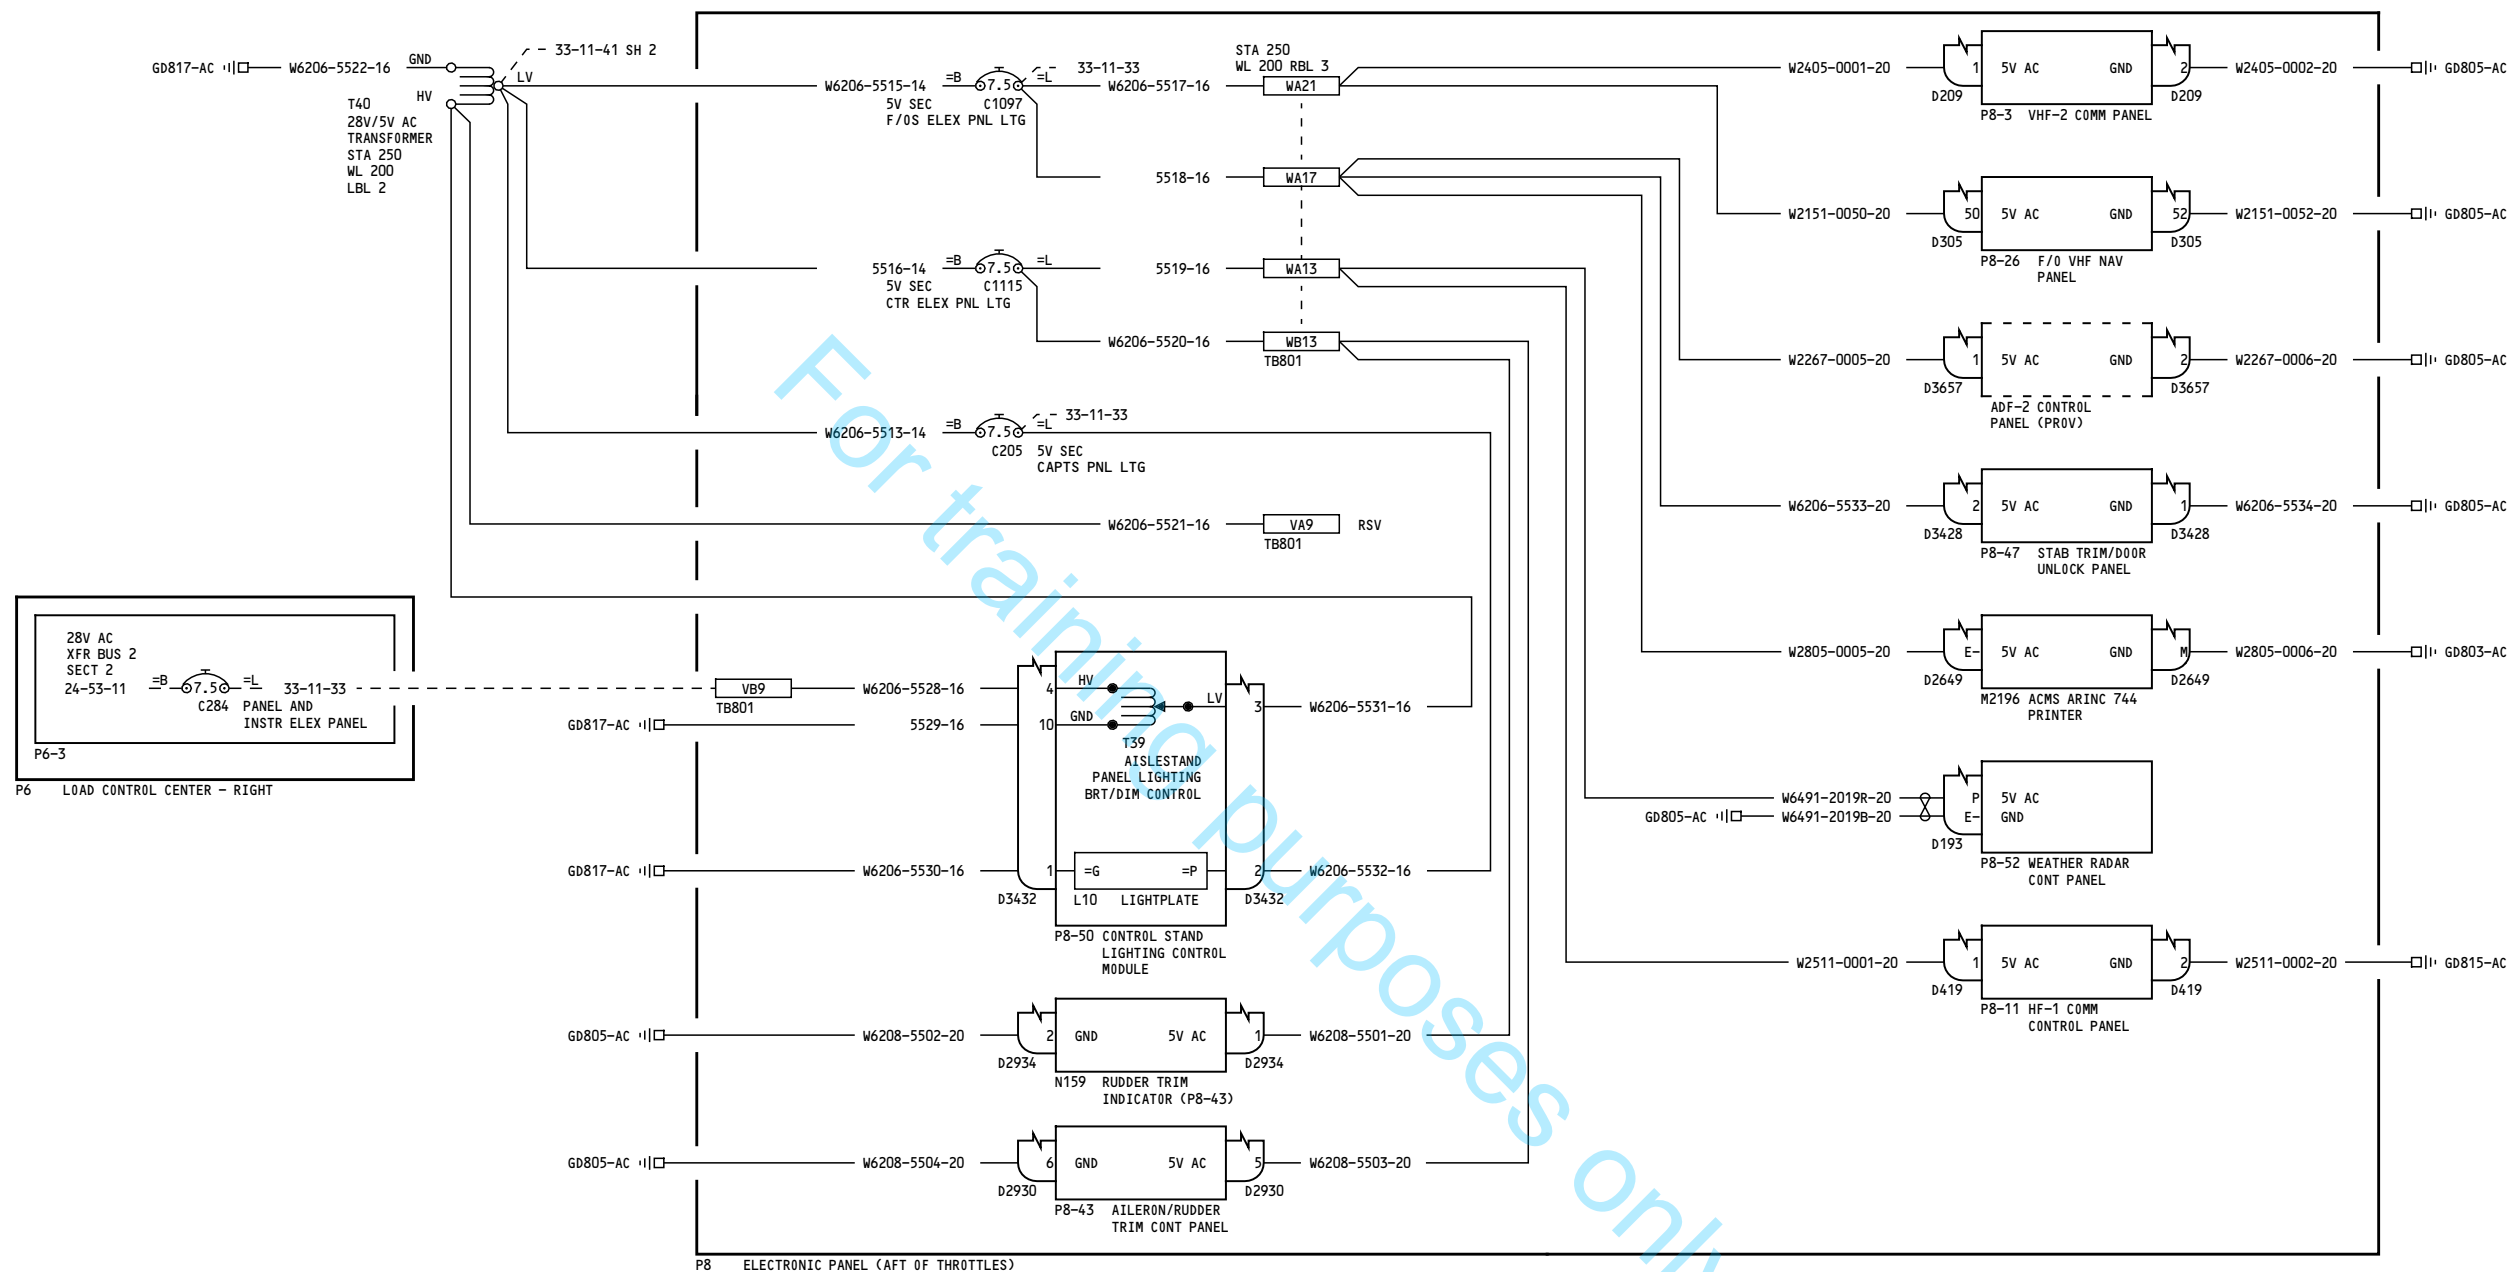 GD817-AC
W6206-5522-16
GND
HV
LV
33-11-41 SH 2
T40
28V/5V AC
TRANSFORMER
STA 250
WL 200
LBL 2
W6206-5515-14
=B
7.5
=L
33-11-33
5V SEC
C1097
F/OS ELEX PNL LTG
W6206-5517-16
STA 250
WL 200 RBL 3
WA21
5518-16
WA17
5516-14
=B
7.5
=L
5V SEC
C1115
CTR ELEX PNL LTG
5519-16
WA13
W6206-5520-16
WB13
TB801
W6206-5513-14
=B
7.5
=L
33-11-33
C205
5V SEC
CAPTS PNL LTG
W6206-5521-16
VA9
RSV
TB801
28V AC
XFR BUS 2
SECT 2
24-53-11
=B
7.5
=L
33-11-33
C284
PANEL AND
INSTR ELEX PANEL
P6-3
P6 LOAD CONTROL CENTER - RIGHT
VB9
TB801
W6206-5528-16
4
HV
LV
3
W6206-5531-16
GD817-AC
5529-16
10
GND
T39
AISLESTAND
PANEL LIGHTING
BRT/DIM CONTROL
GD817-AC
W6206-5530-16
1
=G
=P
2
W6206-5532-16
D3432
L10 LIGHTPLATE
D3432
P8-50 CONTROL STAND
LIGHTING CONTROL
MODULE
GD805-AC
W6208-5502-20
2
GND
5V AC
1
W6208-5501-20
D2934
D2934
N159 RUDDER TRIM
INDICATOR (P8-43)
GD805-AC
W6208-5504-20
6
GND
5V AC
5
W6208-5503-20
D2930
D2930
P8-43 AILERON/RUDDER
TRIM CONT PANEL
W2405-0001-20
1
5V AC
GND
2
W2405-0002-20
GD805-AC
D209
D209
P8-3 VHF-2 COMM PANEL
W2151-0050-20
50
5V AC
GND
52
W2151-0052-20
GD805-AC
D305
D305
P8-26 F/O VHF NAV
PANEL
W2267-0005-20
1
5V AC
GND
2
W2267-0006-20
GD805-AC
D3657
D3657
ADF-2 CONTROL
PANEL (PROV)
W6206-5533-20
2
5V AC
GND
1
W6206-5534-20
GD805-AC
D3428
D3428
P8-47 STAB TRIM/DOOR
UNLOCK PANEL
W2805-0005-20
E-
5V AC
GND
M
W2805-0006-20
GD803-AC
D2649
D2649
M2196 ACMS ARINC 744
PRINTER
W6491-2019R-20
P
5V AC
GD805-AC
W6491-2019B-20
E-
GND
D193
P8-52 WEATHER RADAR
CONT PANEL
W2511-0001-20
1
5V AC
GND
2
W2511-0002-20
GD815-AC
D419
D419
P8-11 HF-1 COMM
CONTROL PANEL
P8 ELECTRONIC PANEL (AFT OF THROTTLES)
For training purposes only